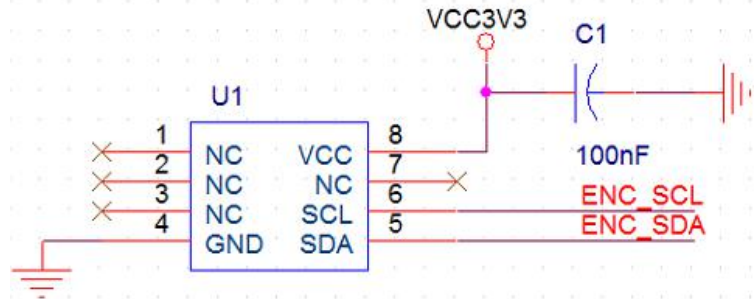 VCC3V3
C1
U1
1 NC VCC 8
2 NC NC 7
3 NC SCL 6
4 GND SDA 5
100nF
ENC_SCL
ENC_SDA